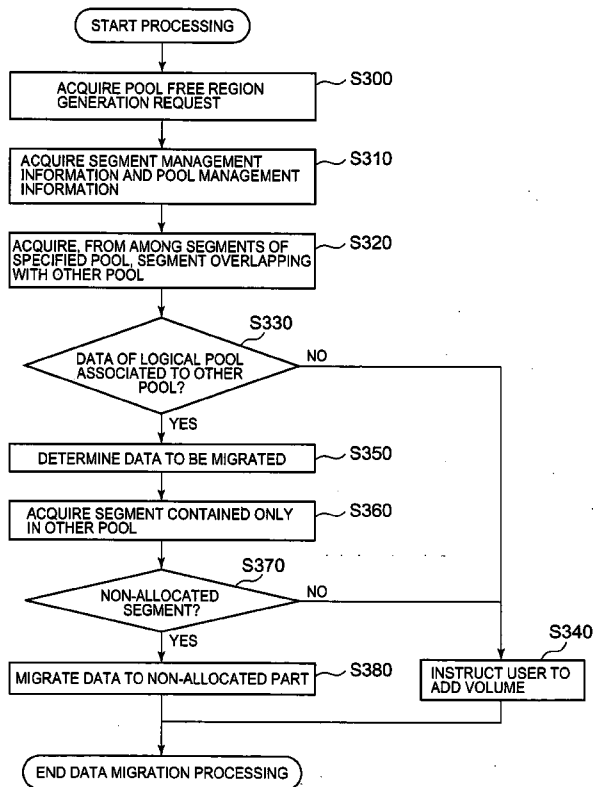 START PROCESSING
ACQUIRE POOL FREE REGION
GENERATION REQUEST
S300
ACQUIRE SEGMENT MANAGEMENT
INFORMATION AND POOL MANAGEMENT
INFORMATION
S310
ACQUIRE, FROM AMONG SEGMENTS OF
SPECIFIED POOL, SEGMENT OVERLAPPING
WITH OTHER POOL
S320
S330
DATA OF LOGICAL POOL
ASSOCIATED TO OTHER
POOL?
NO
YES
DETERMINE DATA TO BE MIGRATED
S350
ACQUIRE SEGMENT CONTAINED ONLY
IN OTHER POOL
S360
S370
NON-ALLOCATED
SEGMENT?
NO
YES
MIGRATE DATA TO NON-ALLOCATED PART
S380
S340
INSTRUCT USER TO
ADD VOLUME
END DATA MIGRATION PROCESSING